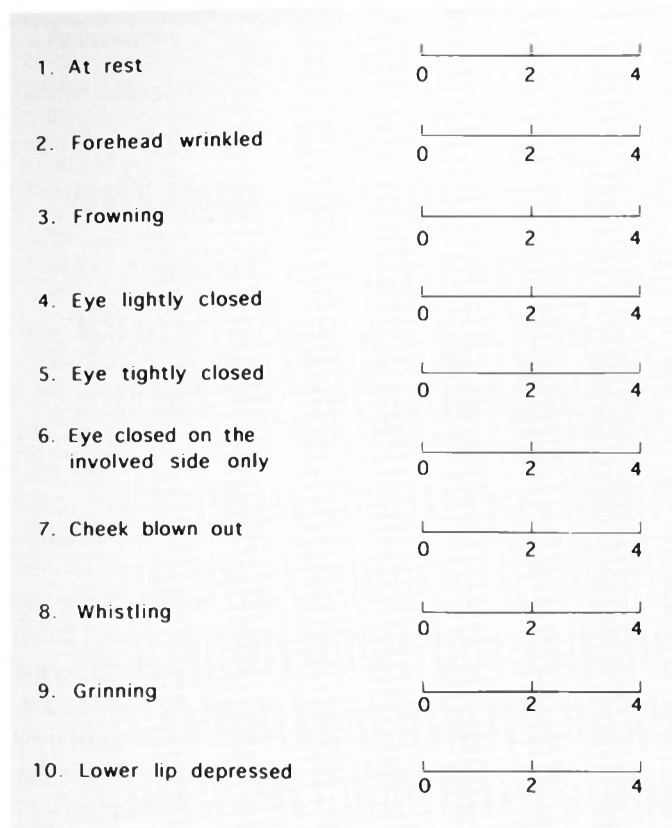 1. At rest
0 2 4
2. Forehead wrinkled
0 2 4
3. Frowning
0 2 4
4. Eye lightly closed
0 2 4
5. Eye tightly closed
0 2 4
6. Eye closed on the
involved side only
0 2 4
7. Cheek blown out
0 2 4
8. Whistling
0 2 4
9. Grinning
0 2 4
10. Lower lip depressed
0 2 4